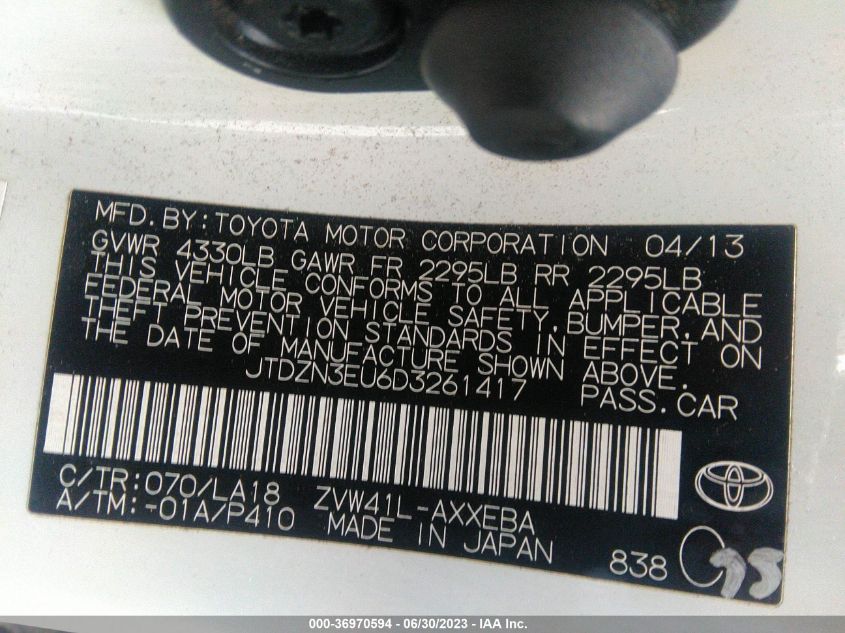 MFD. BY: TOYOTA MOTOR CORPORATION 04/13
GVWR 4330LB GAWR FR 2295LB RR 2295LB
THIS VEHICLE CONFORMS TO ALL APPLICABLE
FEDERAL MOTOR VEHICLE SAFETY, BUMPER, AND
THEFT PREVENTION STANDARDS IN EFFECT ON
THE DATE OF MANUFACTURE SHOWN ABOVE.
JTDZN3EU6D3261417 PASS. CAR
C/TR: 070/LA18 ZVW41L-AXXEBA
A/TM: -01A/P410 MADE IN JAPAN
838
000-36970594 - 06/30/2023 - IAA Inc.